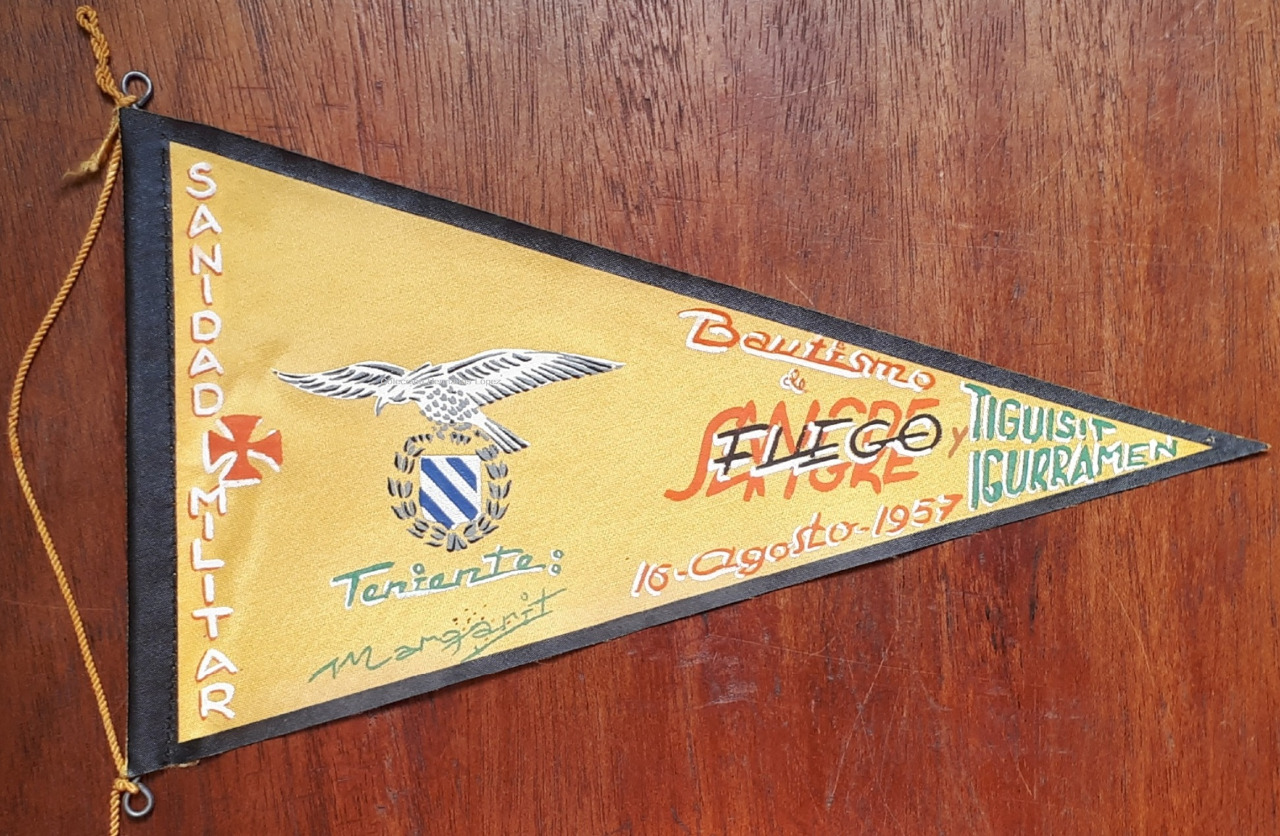 SANIDAD MILITAR
Teniente:
Margarit
Bautismo
de
SANGRE
FUEGO y
TIGUISIT
IGURRAMEN
16-Agosto-1957